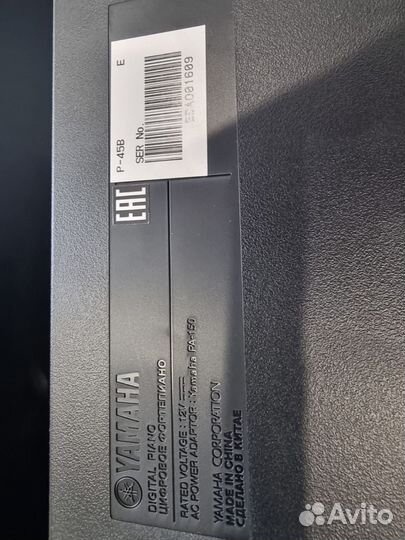 YAMAHA
DIGITAL PIANO
ЦИФРОВОЕ ФОРТЕПИАНО
RATED VOLTAGE : 12V
AC POWER ADAPTOR : Yamaha PA-150
YAMAHA CORPORATION
MADE IN CHINA
СДЕЛАНО В КИТАЕ
EAC
P-45B E
SER No.
Avito